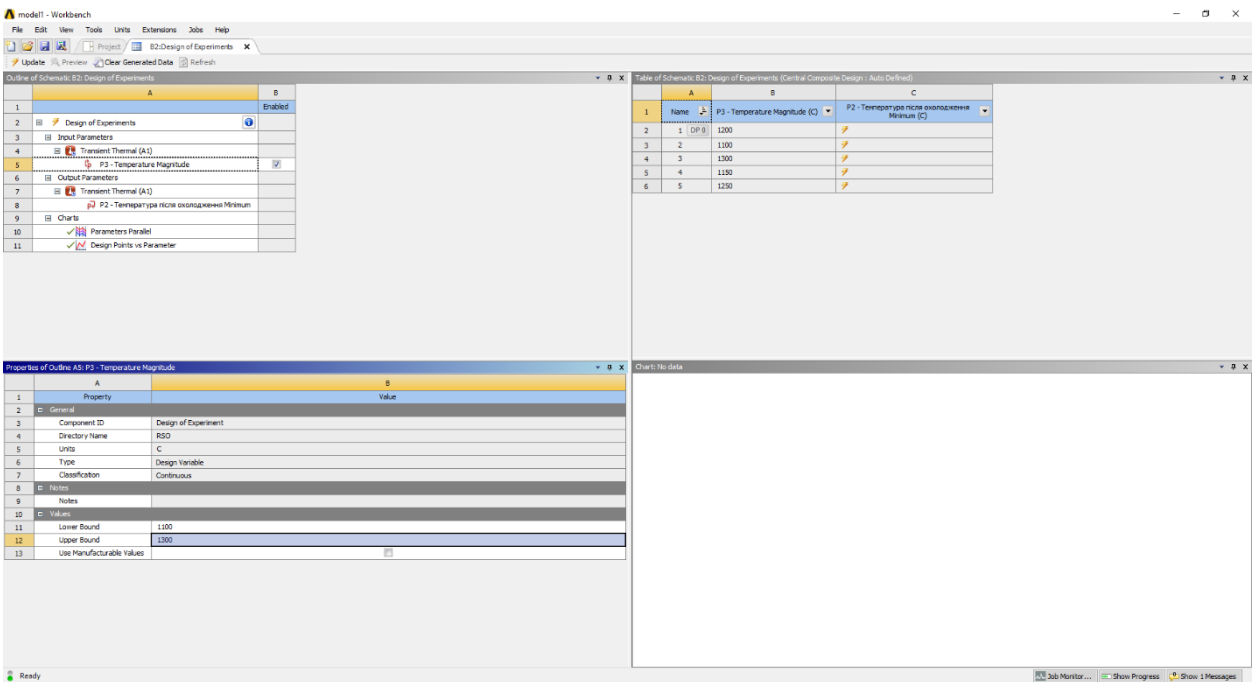 model1 - Workbench
File Edit View Tools Units Extensions Jobs Help
Project B2:Design of Experiments
Update Preview Clear Generated Data Refresh
Outline of Schematic B2: Design of Experiments
A B
1 Enabled
2 Design of Experiments
3 Input Parameters
4 Transient Thermal (A1)
5 P3 - Temperature Magnitude
6 Output Parameters
7 Transient Thermal (A1)
8 P2 - Температура після охолодження Minimum
9 Charts
10 Parameters Parallel
11 Design Points vs Parameter
Table of Schematic B2: Design of Experiments (Central Composite Design : Auto Defined)
A B C
1 Name P3 - Temperature Magnitude (C) P2 - Температура після охолодження Minimum (C)
2 1 DP 0 1200
3 2 1100
4 3 1300
5 4 1150
6 5 1250
Properties of Outline A5: P3 - Temperature Magnitude
A B
1 Property Value
2 General
3 Component ID Design of Experiment
4 Directory Name RSO
5 Units C
6 Type Design Variable
7 Classification Continuous
8 Notes
9 Notes
10 Values
11 Lower Bound 1100
12 Upper Bound 1300
13 Use Manufacturable Values
Chart: No data
Ready
Job Monitor... Show Progress Show 1 Messages